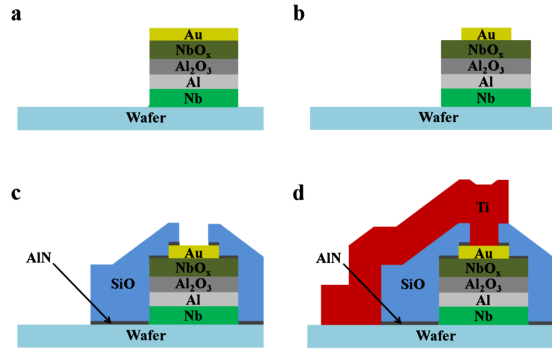 a
Au
NbOₓ
Al₂O₃
Al
Nb
Wafer
b
Au
NbOₓ
Al₂O₃
Al
Nb
Wafer
c
AlN
SiO
Au
NbOₓ
Al₂O₃
Al
Nb
Wafer
d
Ti
AlN
SiO
Au
NbOₓ
Al₂O₃
Al
Nb
Wafer